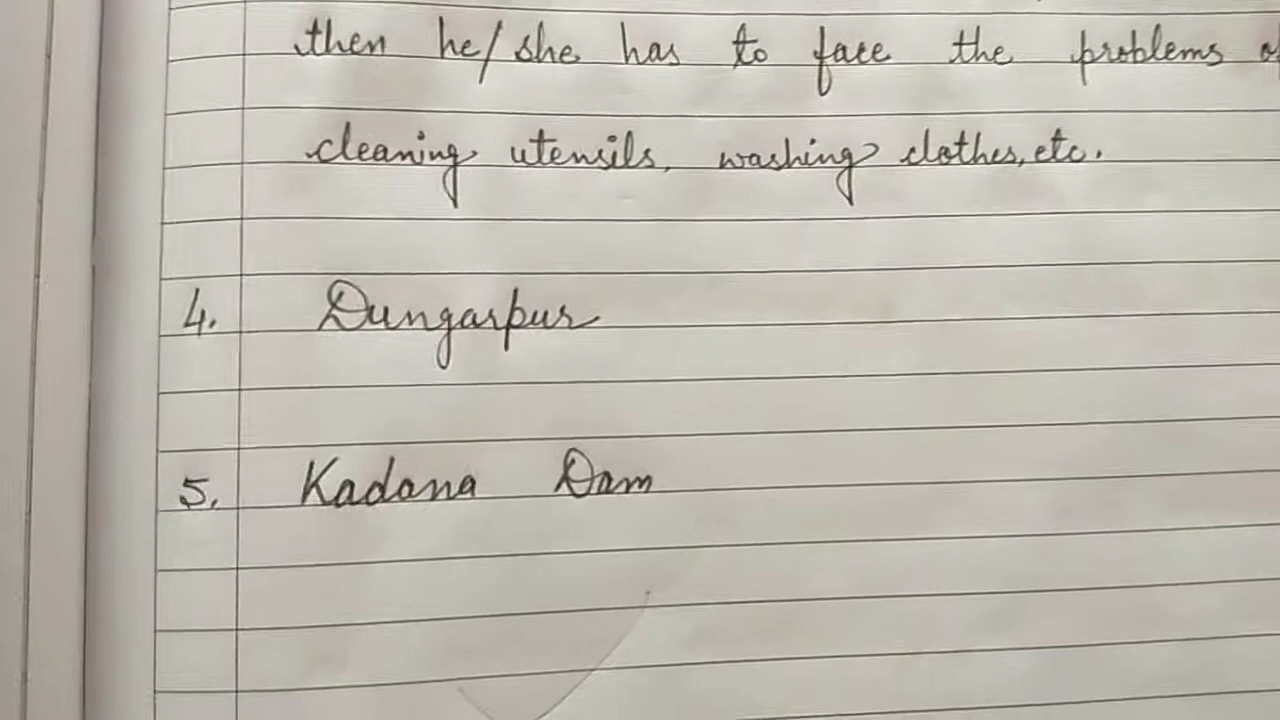 then he/she has to face the problems
cleaning utensils, washing clothes, etc.
4. Dungarpur
5. Kadana Dam